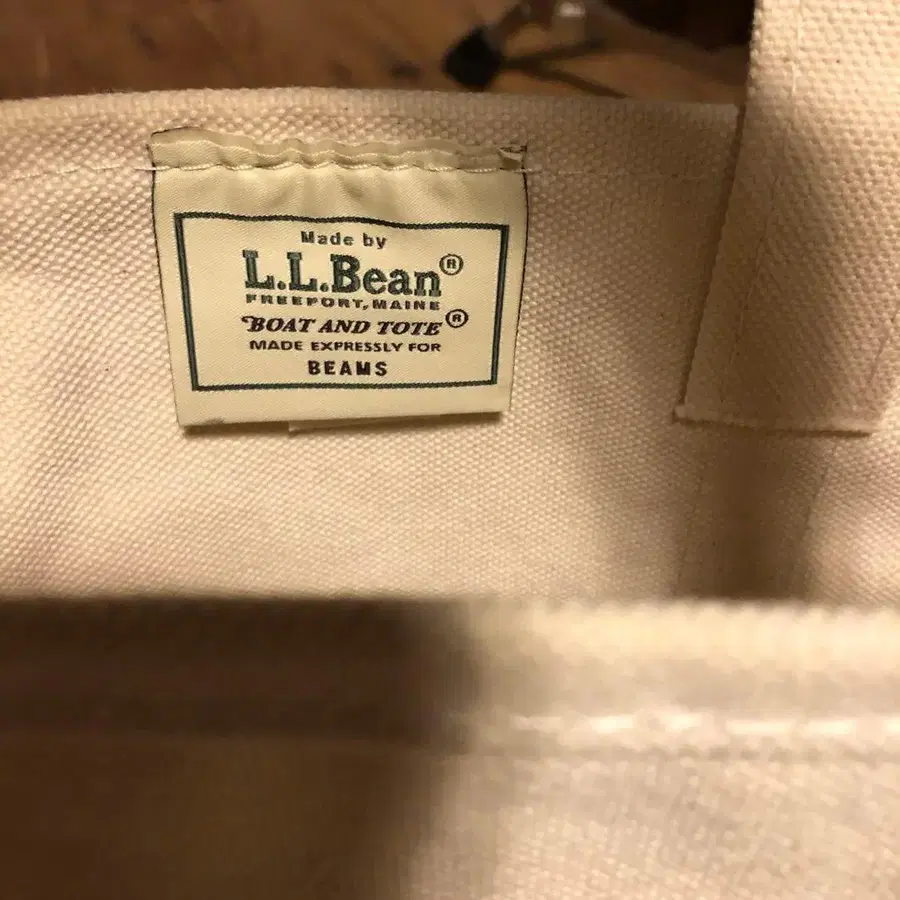 Made by
L.L.Bean®
FREEPORT, MAINE
BOAT AND TOTE®
MADE EXPRESSLY FOR
BEAMS